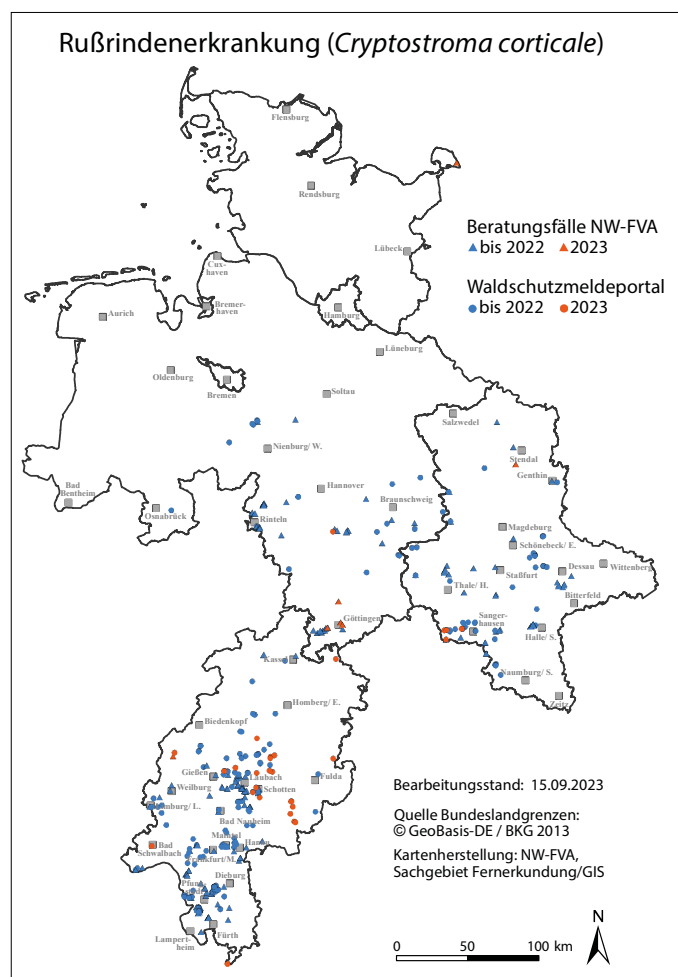 Rußrindenerkrankung (Cryptostroma corticale)
Flensburg
Rendsburg
Lübeck
Beratungsfälle NW-FVA
bis 2022 2023
Waldschutzmeldeportal
bis 2022 2023
Cux-
haven
Bremer-
haven
Aurich
Hamburg
Lüneburg
Oldenburg
Bremen
Soltau
Salzwedel
Nienburg/ W.
Stendal
Genthin
Bad
Bentheim
Osnabrück
Hannover
Braunschweig
Rinteln
Magdeburg
Schönebeck/ E.
Thale/ H.
Staßfurt
Dessau
Wittenberg
Bitterfeld
Göttingen
Sanger-
hausen
Halle/ S.
Kassel
Naumburg/ S.
Zeitz
Homberg/ E.
Biedenkopf
Gießen
Laubach
Fulda
Weilburg
Schotten
Limburg/ L.
Bad Nauheim
Bad
Schwalbach
Maintal
Hanau
Frankfurt/M.
Dieburg
Pfung-
stadt
Lampert-
heim
Fürth
Bearbeitungsstand: 15.09.2023
Quelle Bundeslandgrenzen:
© GeoBasis-DE / BKG 2013
Kartenherstellung: NW-FVA,
Sachgebiet Fernerkundung/GIS
N
0 50 100 km